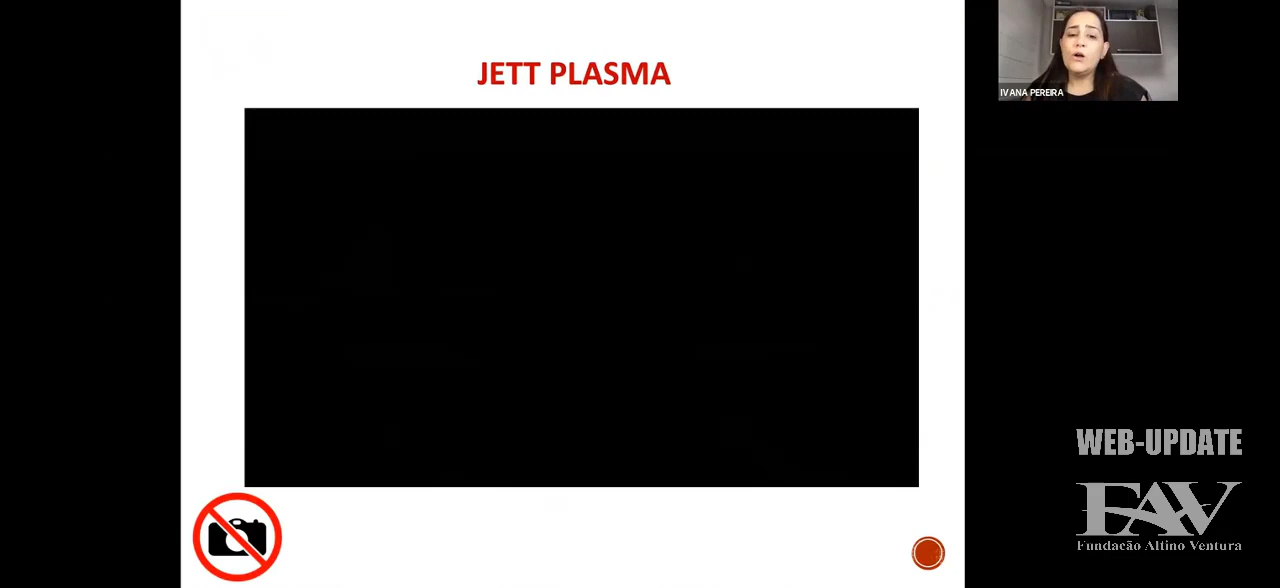 JETT PLASMA
IVANA PEREIRA
WEB-UPDATE
FAV
Fundação Altino Ventura